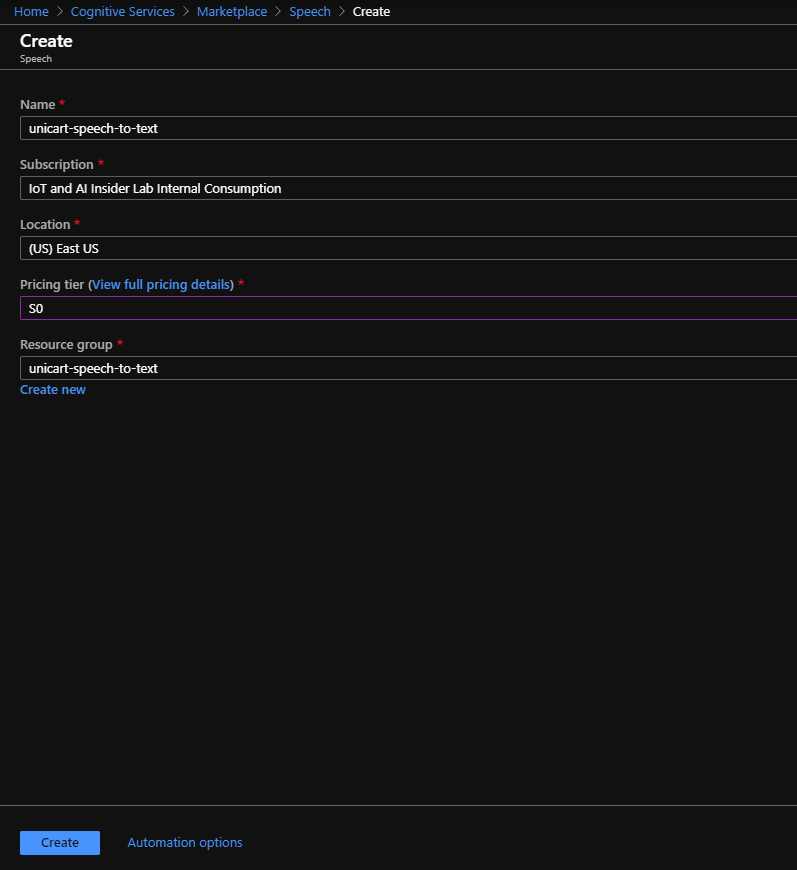 Home > Cognitive Services > Marketplace > Speech > Create
Create
Speech
Name *
unicart-speech-to-text
Subscription *
IoT and AI Insider Lab Internal Consumption
Location *
(US) East US
Pricing tier (View full pricing details) *
S0
Resource group *
unicart-speech-to-text
Create new
Create Automation options